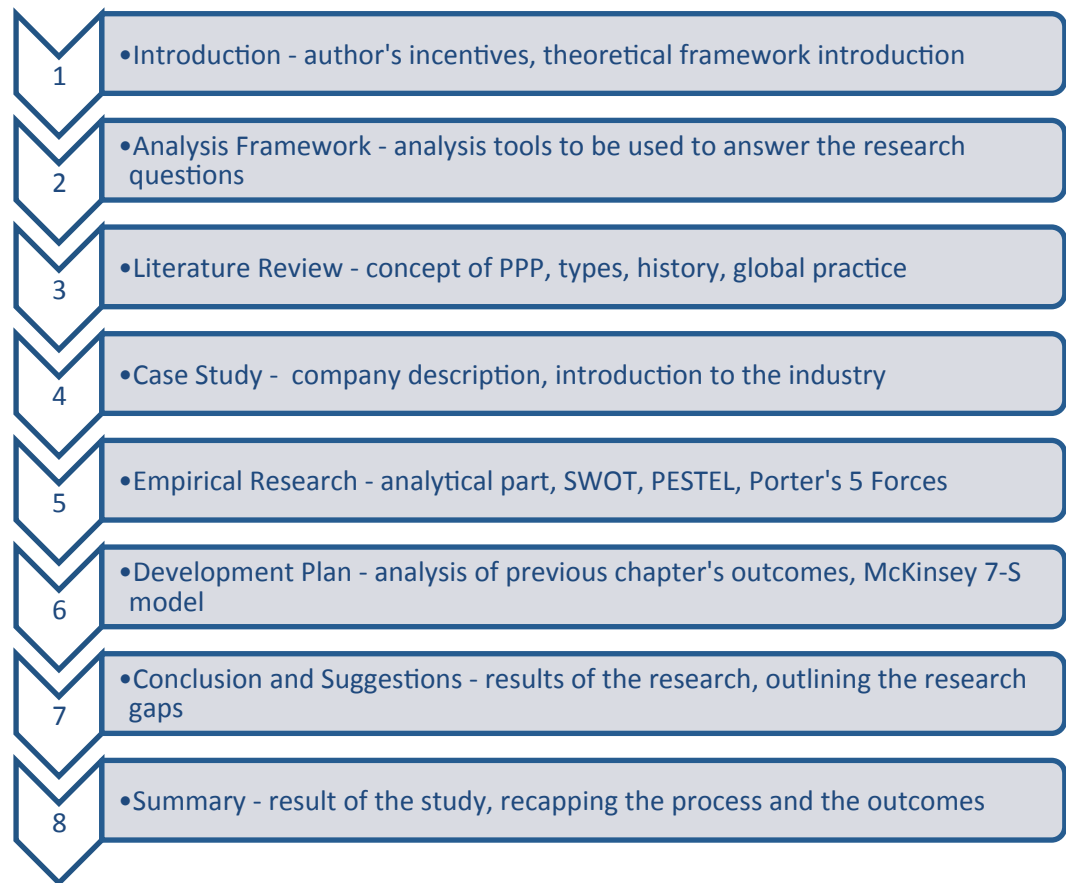 1
•Introduction - author's incentives, theoretical framework introduction
2
•Analysis Framework - analysis tools to be used to answer the research
questions
3
•Literature Review - concept of PPP, types, history, global practice
4
•Case Study -  company description, introduction to the industry
5
•Empirical Research - analytical part, SWOT, PESTEL, Porter's 5 Forces
6
•Development Plan - analysis of previous chapter's outcomes, McKinsey 7-S
model
7
•Conclusion and Suggestions - results of the research, outlining the research
gaps
8
•Summary - result of the study, recapping the process and the outcomes